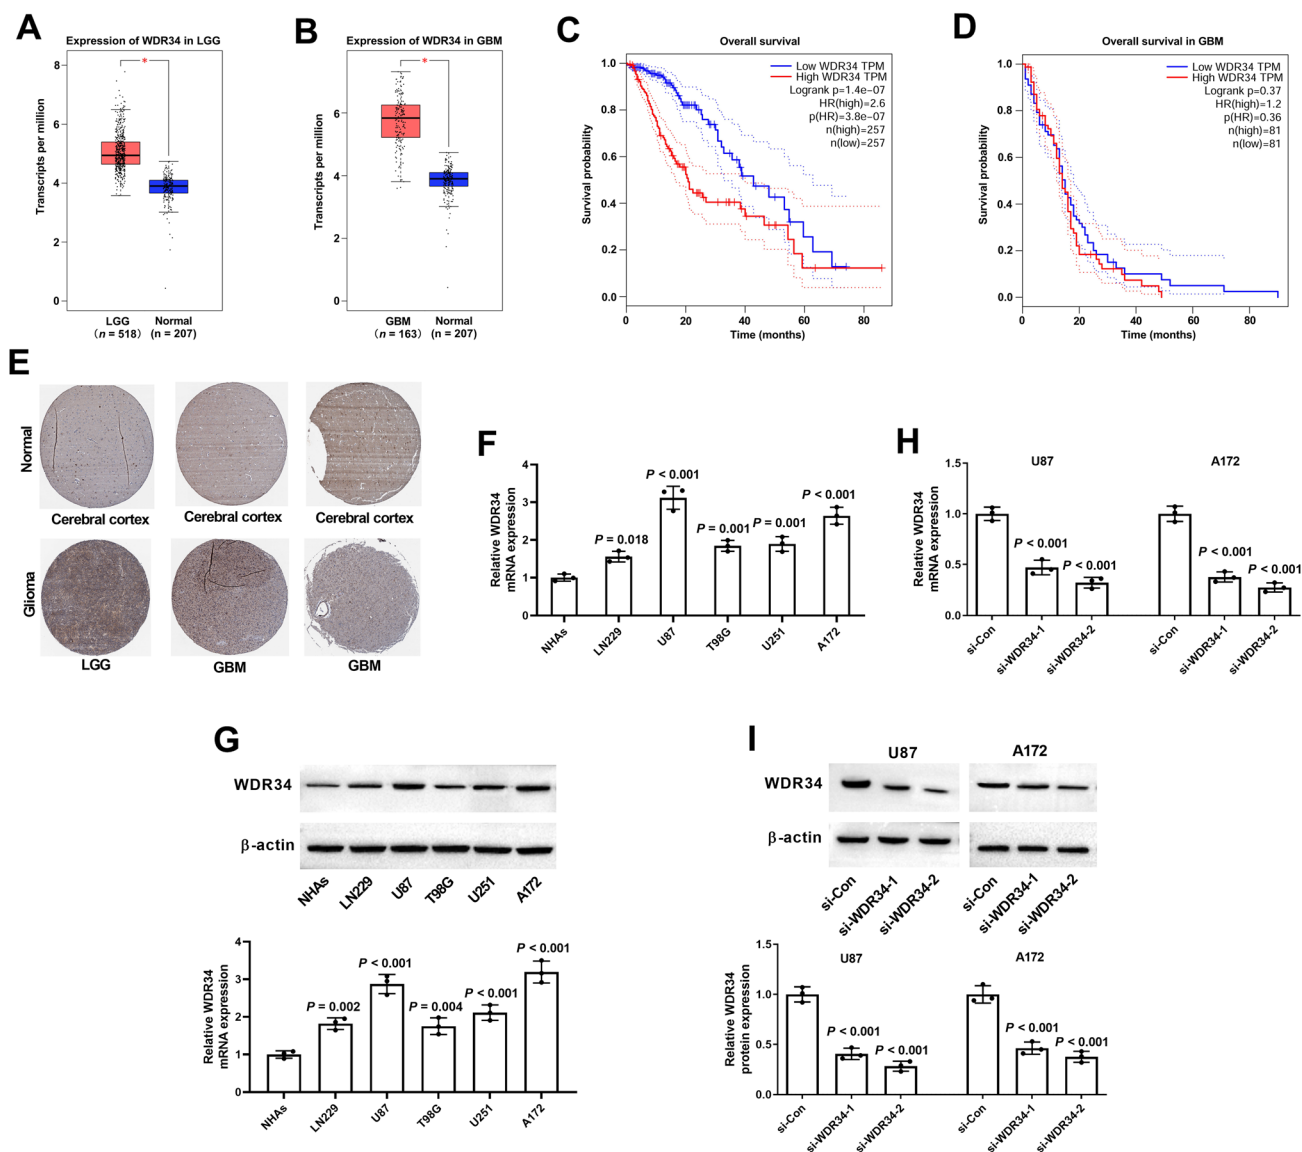 A
Expression of WDR34 in LGG
Transcripts per million
8
6
4
2
0
*
LGG
(n = 518)
Normal
(n = 207)
B
Expression of WDR34 in GBM
Transcripts per million
6
4
2
0
*
GBM
(n = 163)
Normal
(n = 207)
C
Overall survival
Survival probability
1.0
0.8
0.6
0.4
0.2
0.0
Low WDR34 TPM
High WDR34 TPM
Logrank p=1.4e-07
HR(high)=2.6
p(HR)=3.8e-07
n(high)=257
n(low)=257
0 20 40 60 80
Time (months)
D
Overall survival in GBM
Survival probability
1.0
0.8
0.6
0.4
0.2
0.0
Low WDR34 TPM
High WDR34 TPM
Logrank p=0.37
HR(high)=1.2
p(HR)=0.36
n(high)=81
n(low)=81
0 20 40 60 80
Time (months)
E
Normal
Cerebral cortex
Cerebral cortex
Cerebral cortex
Glioma
LGG
GBM
GBM
F
Relative WDR34
mRNA expression
4
3
2
1
0
P = 0.018
P < 0.001
P = 0.001
P = 0.001
P < 0.001
NHAs
LN229
U87
T98G
U251
A172
H
Relative WDR34
mRNA expression
1.5
1.0
0.5
0.0
U87
A172
P < 0.001
P < 0.001
P < 0.001
P < 0.001
si-Con
si-WDR34-1
si-WDR34-2
si-Con
si-WDR34-1
si-WDR34-2
G
WDR34
β-actin
NHAs
LN229
U87
T98G
U251
A172
Relative WDR34
mRNA expression
4
3
2
1
0
P = 0.002
P < 0.001
P = 0.004
P < 0.001
P < 0.001
NHAs
LN229
U87
T98G
U251
A172
I
U87
A172
WDR34
β-actin
si-Con
si-WDR34-1
si-WDR34-2
si-Con
si-WDR34-1
si-WDR34-2
Relative WDR34
protein expression
1.5
1.0
0.5
0.0
U87
A172
P < 0.001
P < 0.001
P < 0.001
P < 0.001
si-Con
si-WDR34-1
si-WDR34-2
si-Con
si-WDR34-1
si-WDR34-2